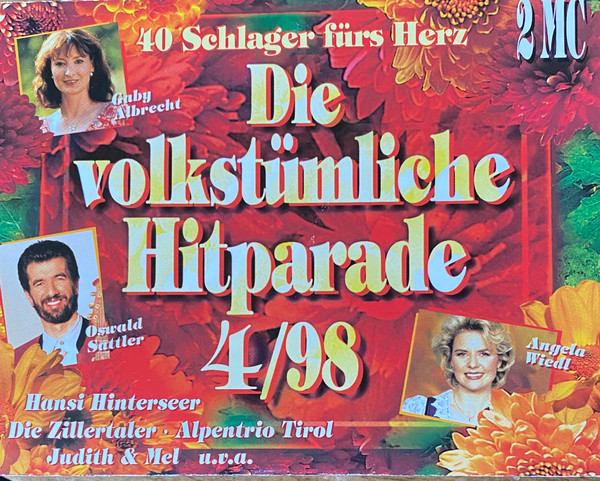 40 Schlager fürs Herz
2 MC
Gaby
Albrecht
Die
volkstümliche
Hitparade
4/98
Oswald
Sattler
Angela
Wiedl
Hansi Hinterseer
Die Zillertaler · Alpentrio Tirol
Judith & Mel u.v.a.